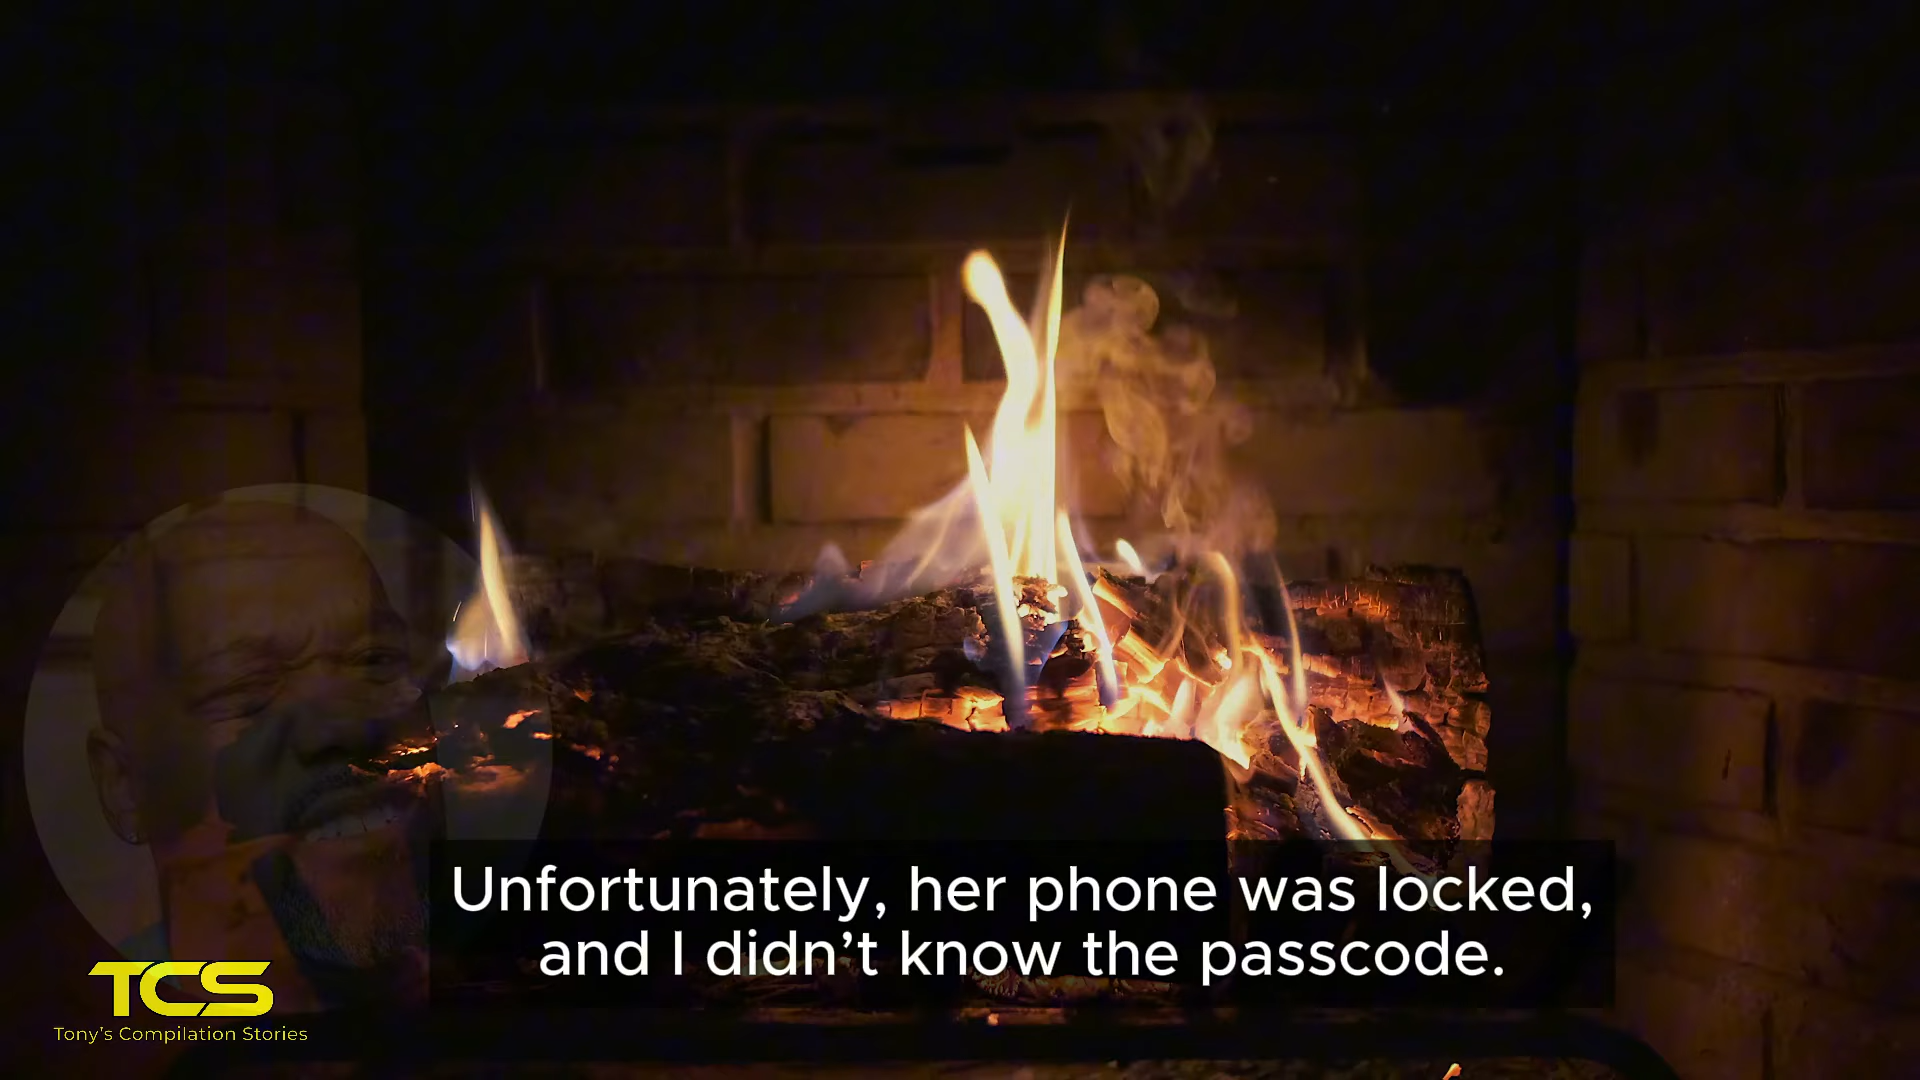 Unfortunately, her phone was locked,
and I didn’t know the passcode.
TCS
Tony's Compilation Stories